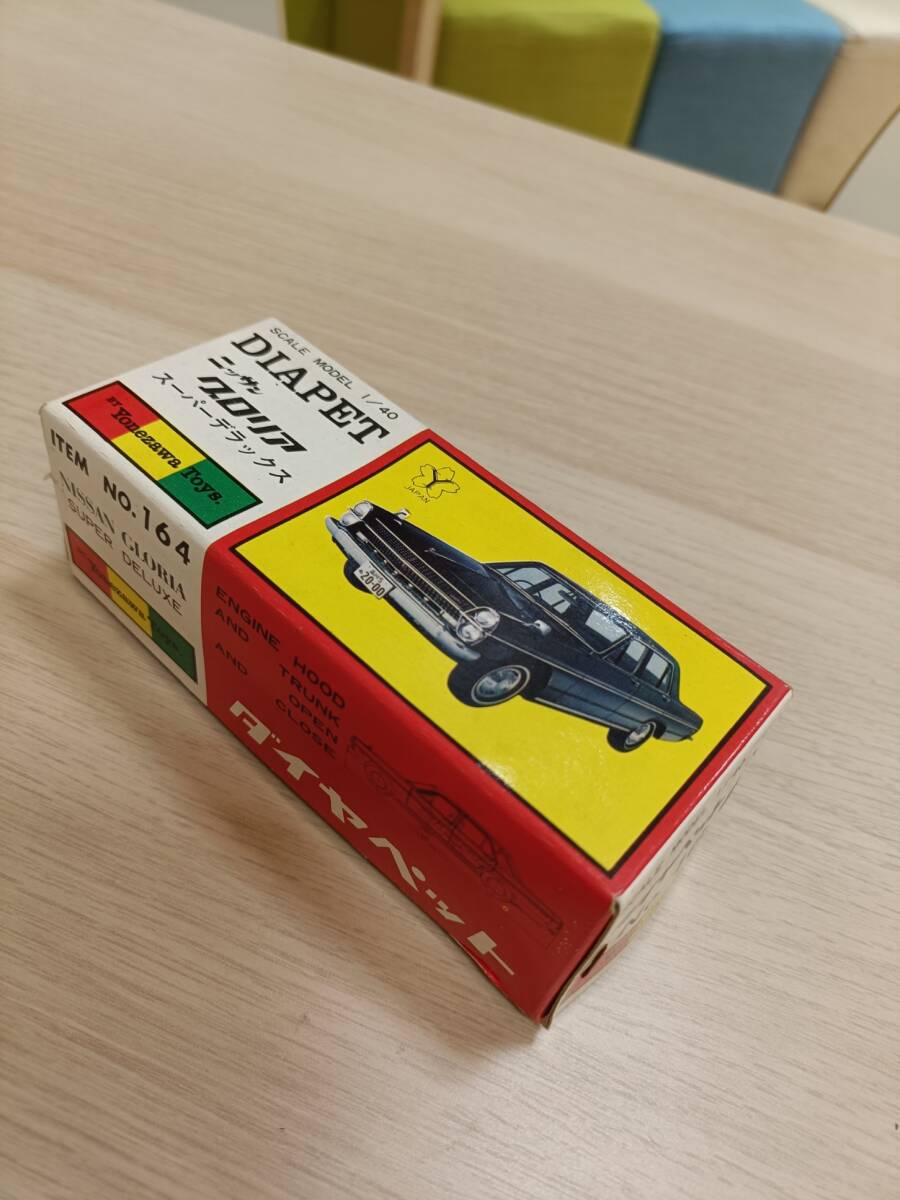 SCALE MODEL 1/40
DIAPET
ニッサン
グロリア
スーパーデラックス
BY Yonezawa Toys.
JAPAN
20-00
ITEM NO.164
NISSAN GLORIA
SUPER DELUXE
Yonezawa Toys.
ENGINE HOOD
AND TRUNK
OPEN
AND CLOSE
ダイヤペット